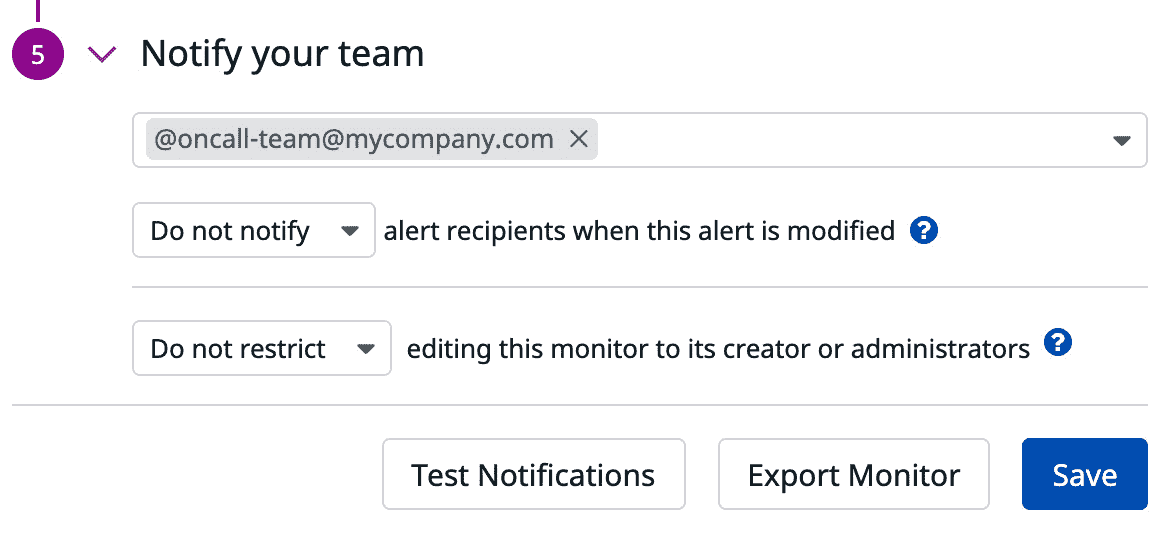 5 Notify your team
@oncall-team@mycompany.com
Do not notify alert recipients when this alert is modified ?
Do not restrict editing this monitor to its creator or administrators ?
Test Notifications Export Monitor Save